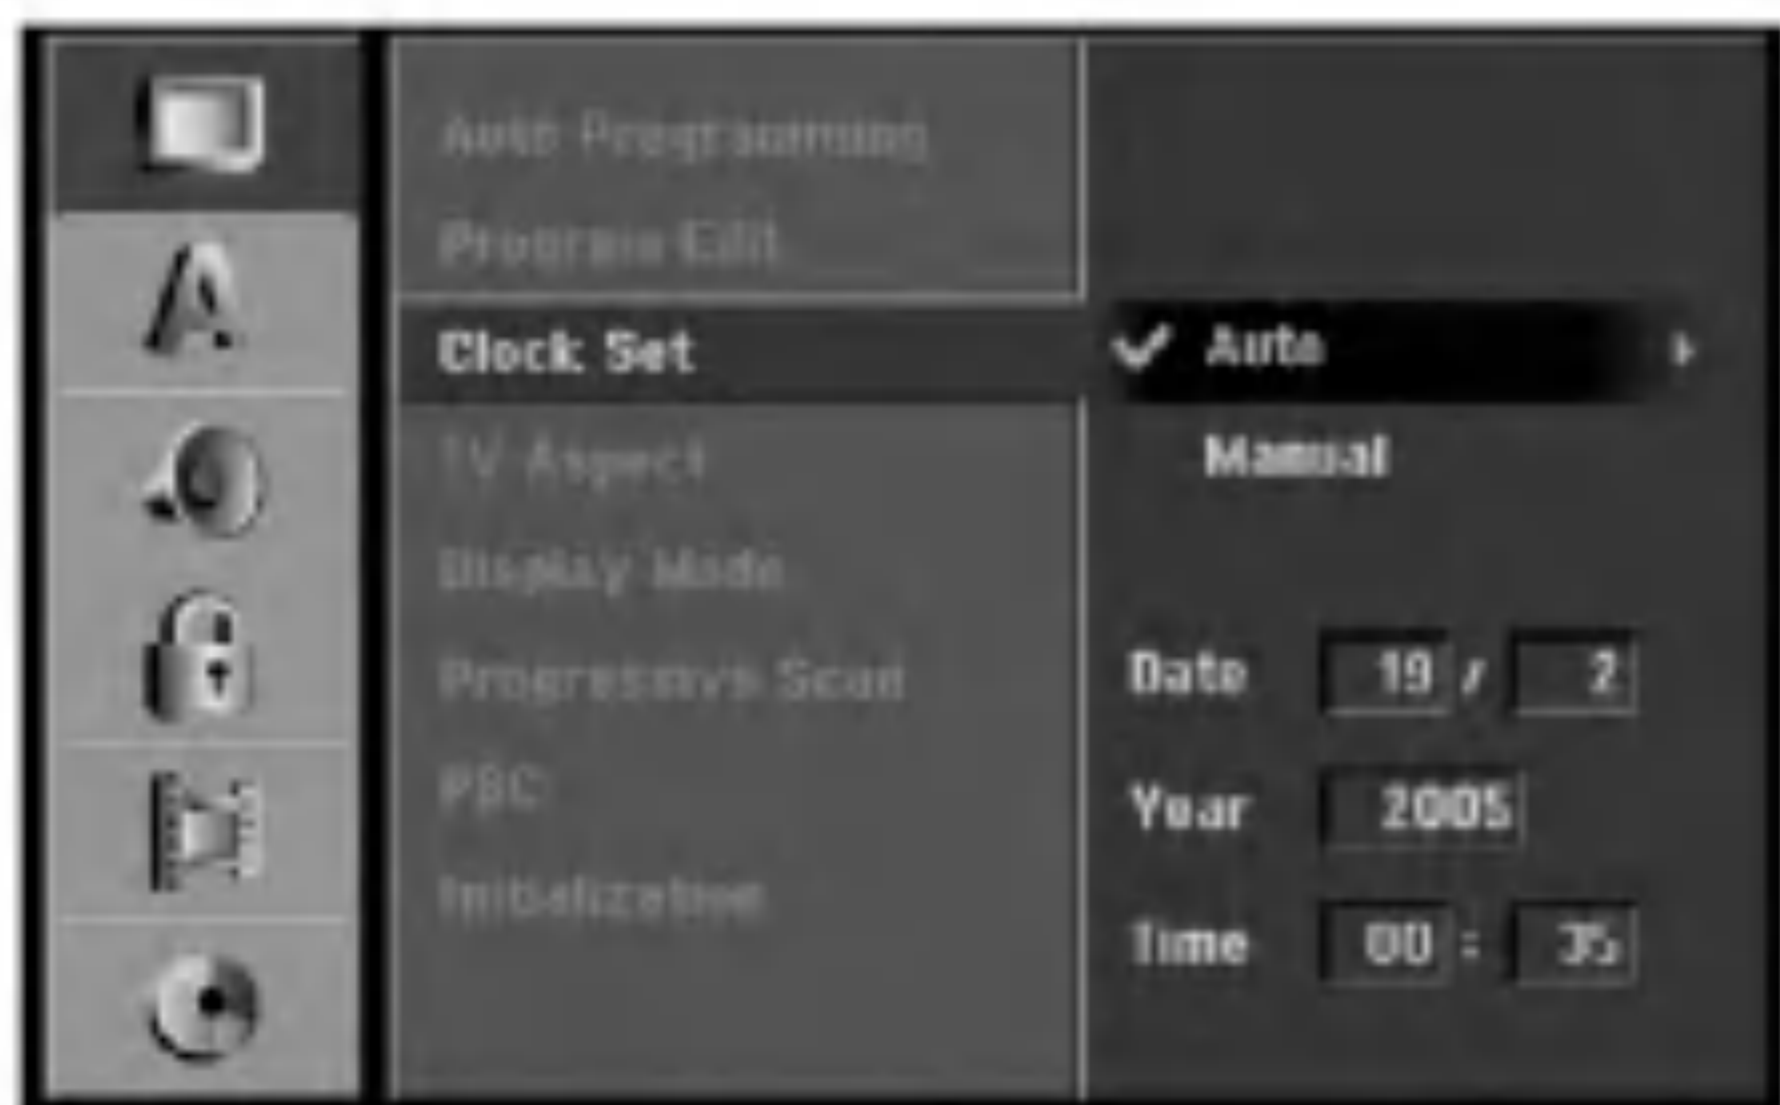 Auto Programming
Program Edit
Clock Set
TV Aspect
Display Mode
Progressive Scan
PBC
Initialization
Auto
Manual
Date 19 / 2
Year 2005
Time 00 : 35